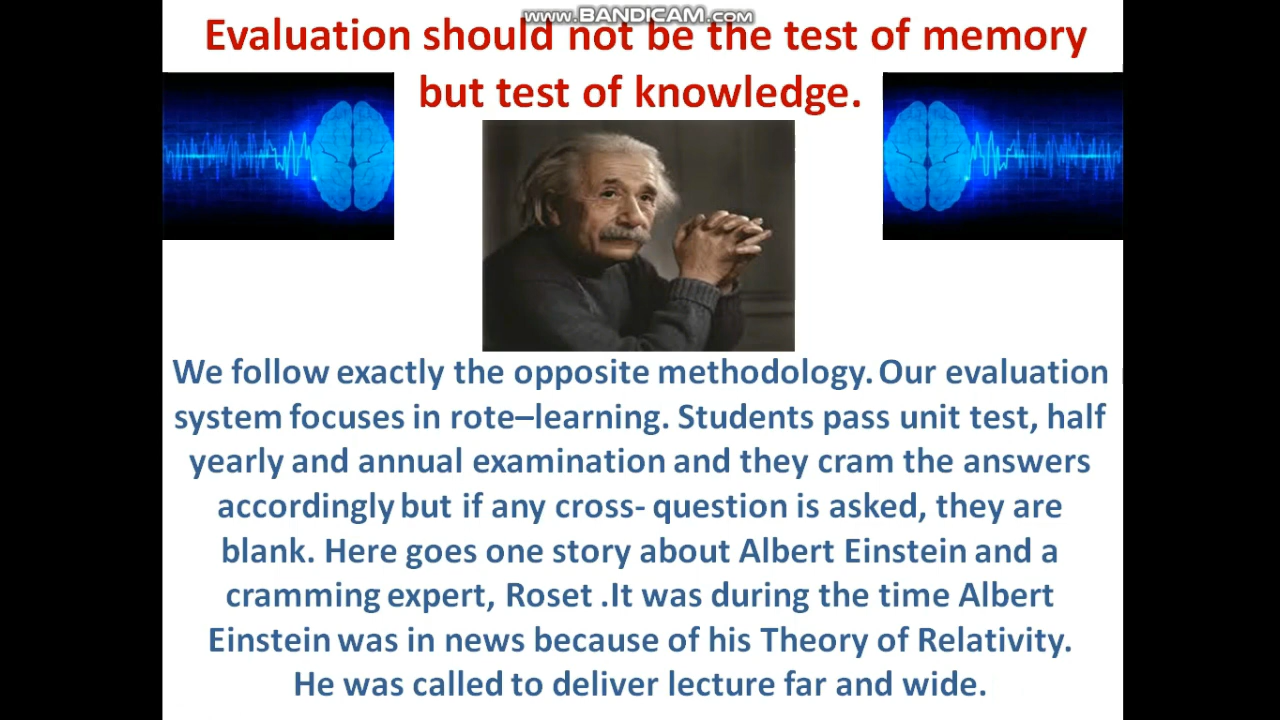 www.BANDICAM.com
Evaluation should not be the test of memory
but test of knowledge.
We follow exactly the opposite methodology. Our evaluation
system focuses in rote–learning. Students pass unit test, half
yearly and annual examination and they cram the answers
accordingly but if any cross- question is asked, they are
blank. Here goes one story about Albert Einstein and a
cramming expert, Roset .It was during the time Albert
Einstein was in news because of his Theory of Relativity.
He was called to deliver lecture far and wide.